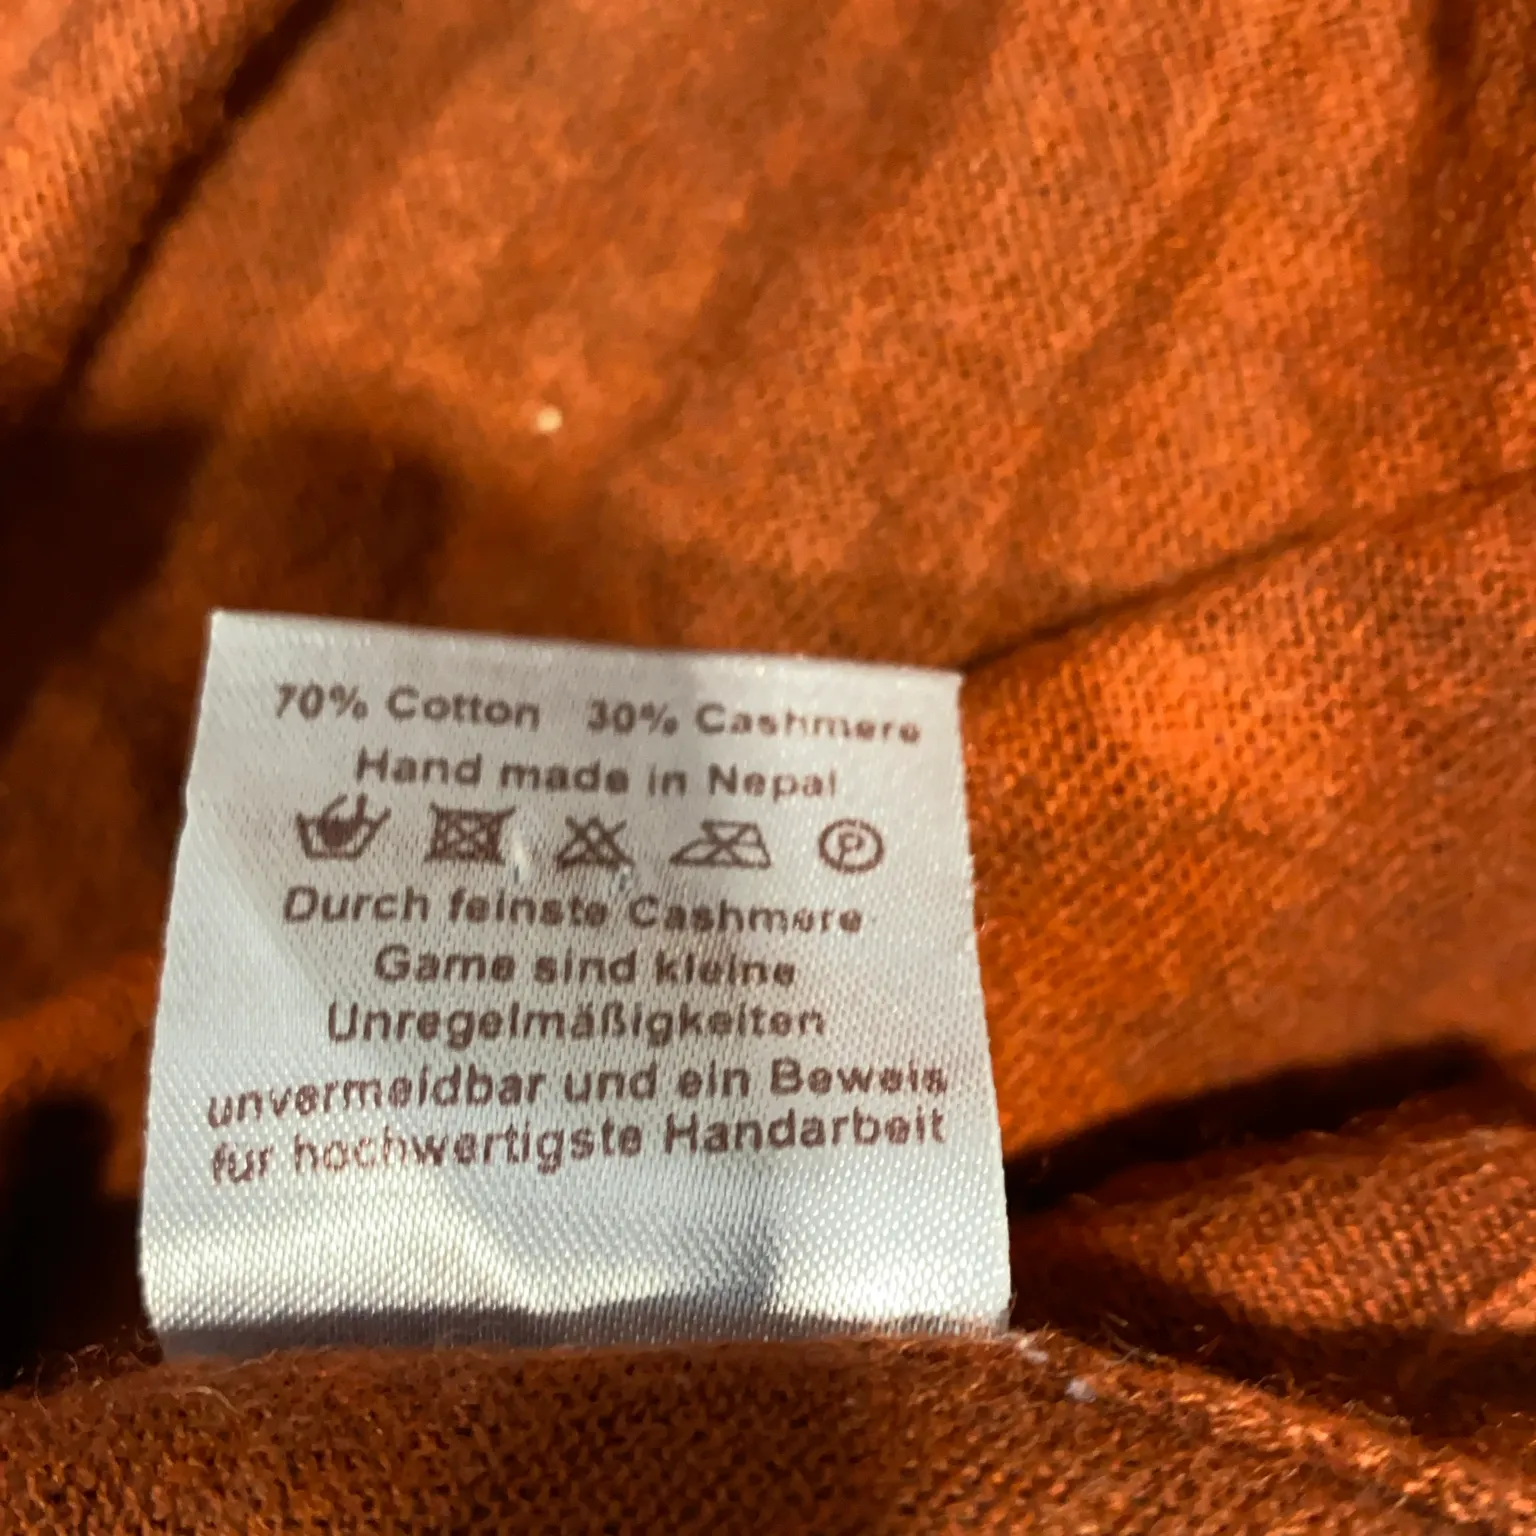 70% Cotton 30% Cashmere
Hand made in Nepal
P
Durch feinste Cashmere
Garne sind kleine
Unregelmäßigkeiten
unvermeidbar und ein Beweis
für hochwertigste Handarbeit